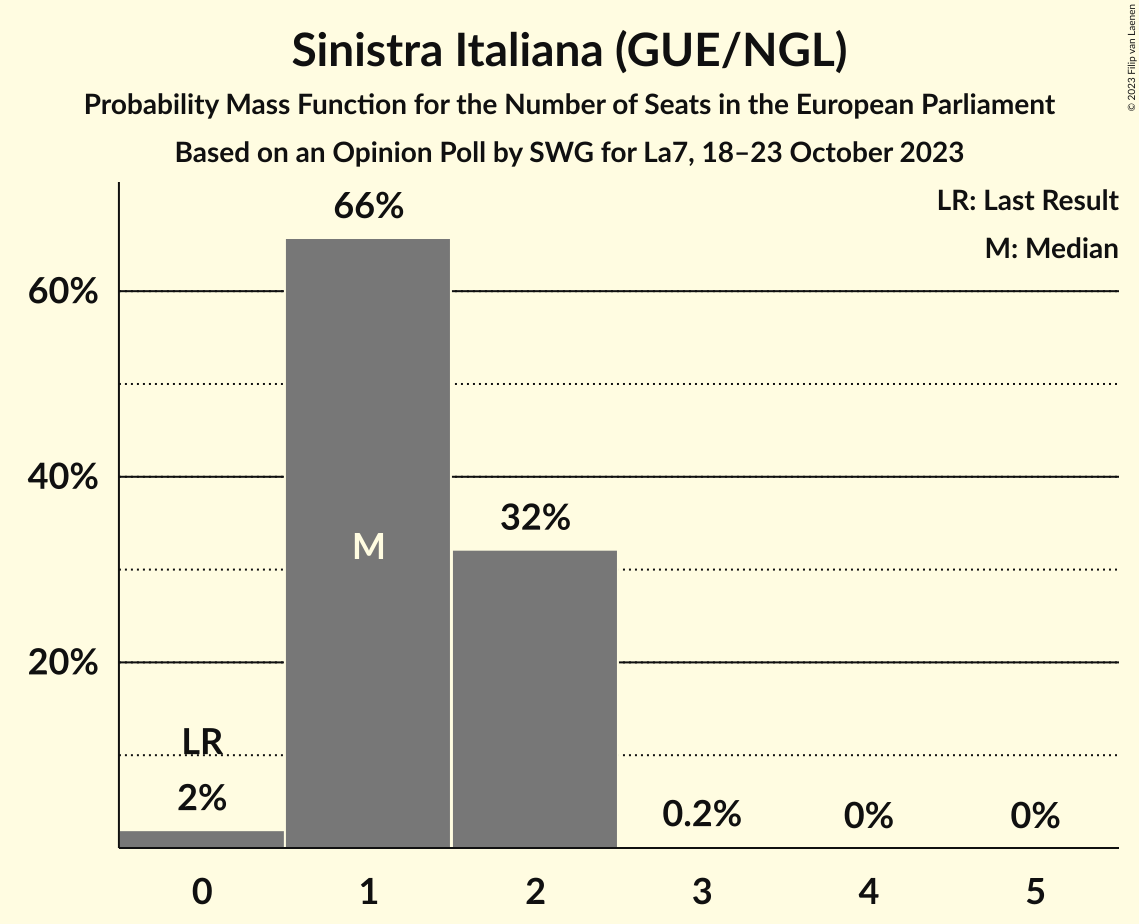 Sinistra Italiana (GUE/NGL)
Probability Mass Function for the Number of Seats in the European Parliament
Based on an Opinion Poll by SWG for La7, 18–23 October 2023
© 2023 Filip van Laenen
LR: Last Result
M: Median
66%
60%
40%
32%
M
20%
LR
2%
0.2%
0%
0%
0
1
2
3
4
5